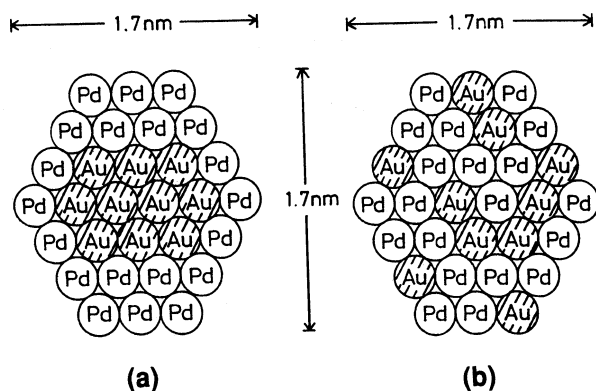 1.7nm
Pd Pd Pd
Pd Pd Pd Pd
Pd Au Au Au Pd
Pd Au Au Au Au Pd
Pd Au Au Au Pd
Pd Pd Pd Pd
Pd Pd Pd
(a)
1.7nm
1.7nm
Pd Au Pd
Pd Pd Au Pd
Au Pd Pd Pd Au
Pd Pd Au Pd Au Pd
Pd Pd Au Au Pd
Au Pd Pd Pd
Pd Pd Au
(b)